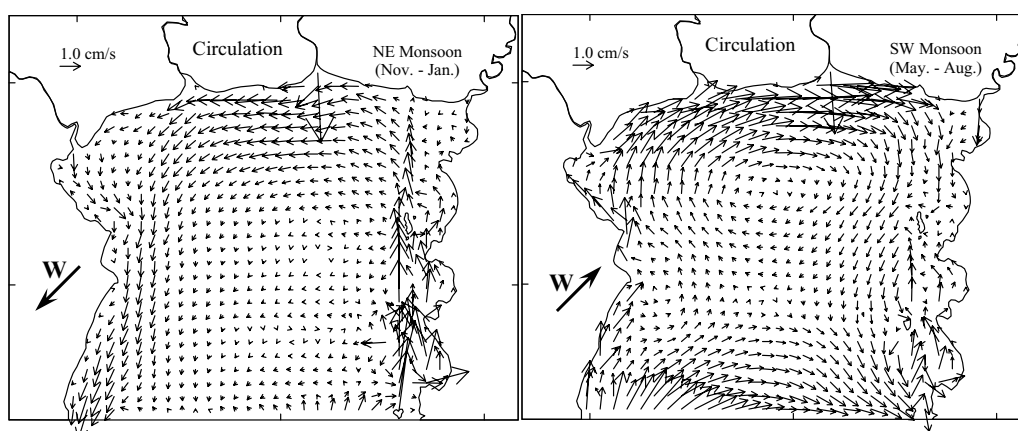 1.0 cm/s
Circulation
NE Monsoon
(Nov. - Jan.)
W
1.0 cm/s
Circulation
SW Monsoon
(May. - Aug.)
W